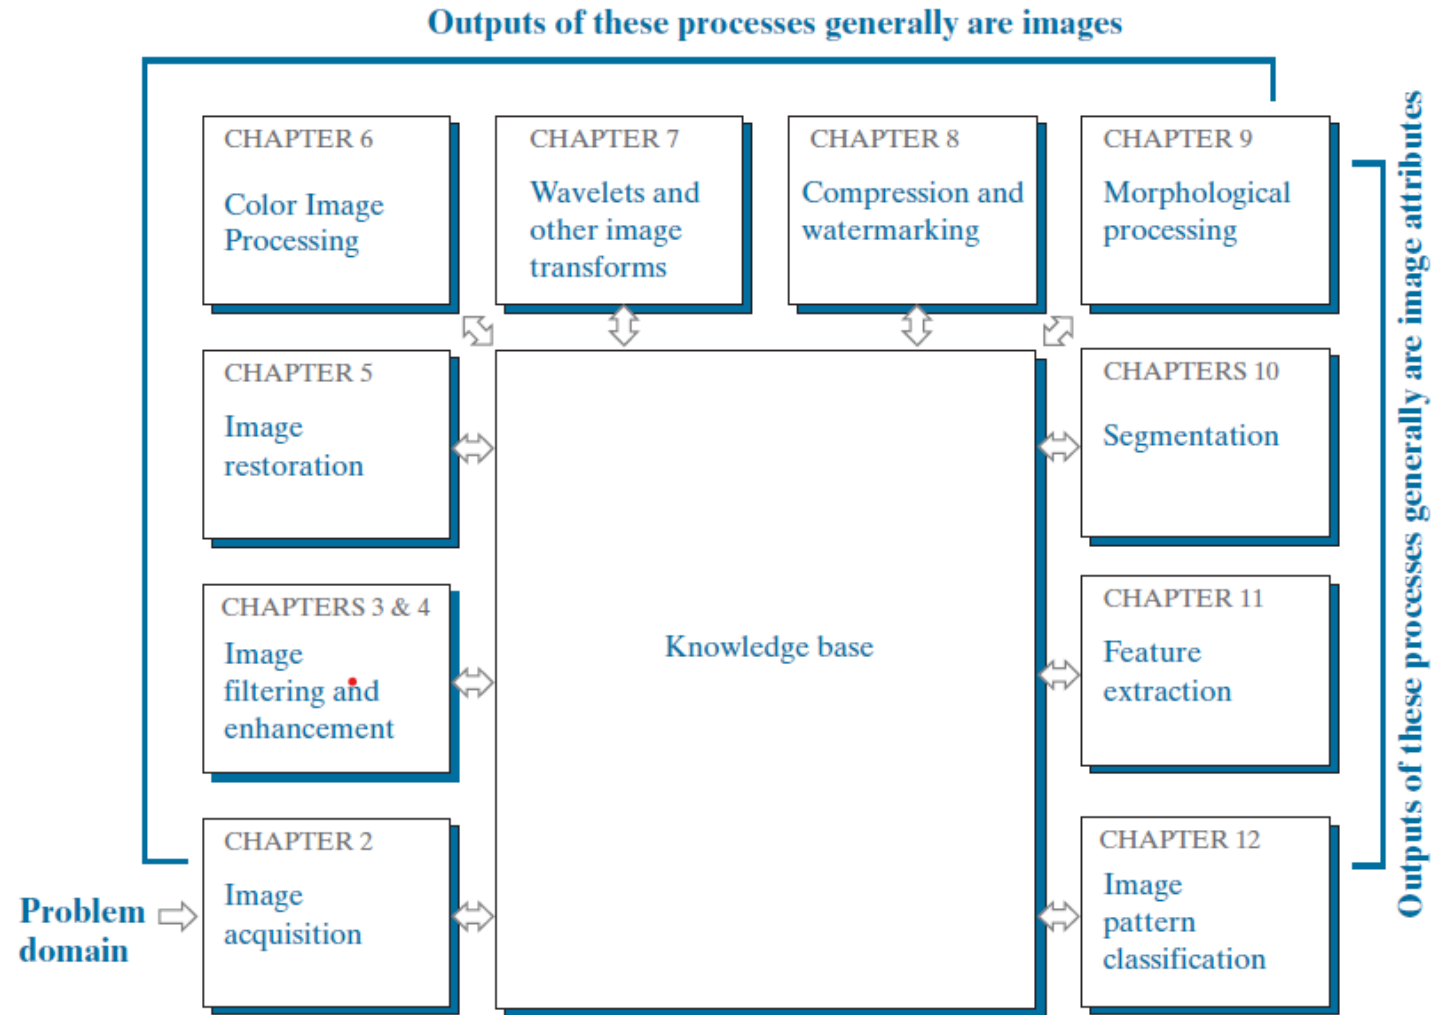 Outputs of these processes generally are images
CHAPTER 6
Color Image
Processing
CHAPTER 7
Wavelets and
other image
transforms
CHAPTER 8
Compression and
watermarking
CHAPTER 9
Morphological
processing
CHAPTER 5
Image
restoration
CHAPTERS 10
Segmentation
CHAPTERS 3 & 4
Image
filtering and
enhancement
Knowledge base
CHAPTER 11
Feature
extraction
CHAPTER 2
Image
acquisition
CHAPTER 12
Image
pattern
classification
Problem
domain
Outputs of these processes generally are image attributes